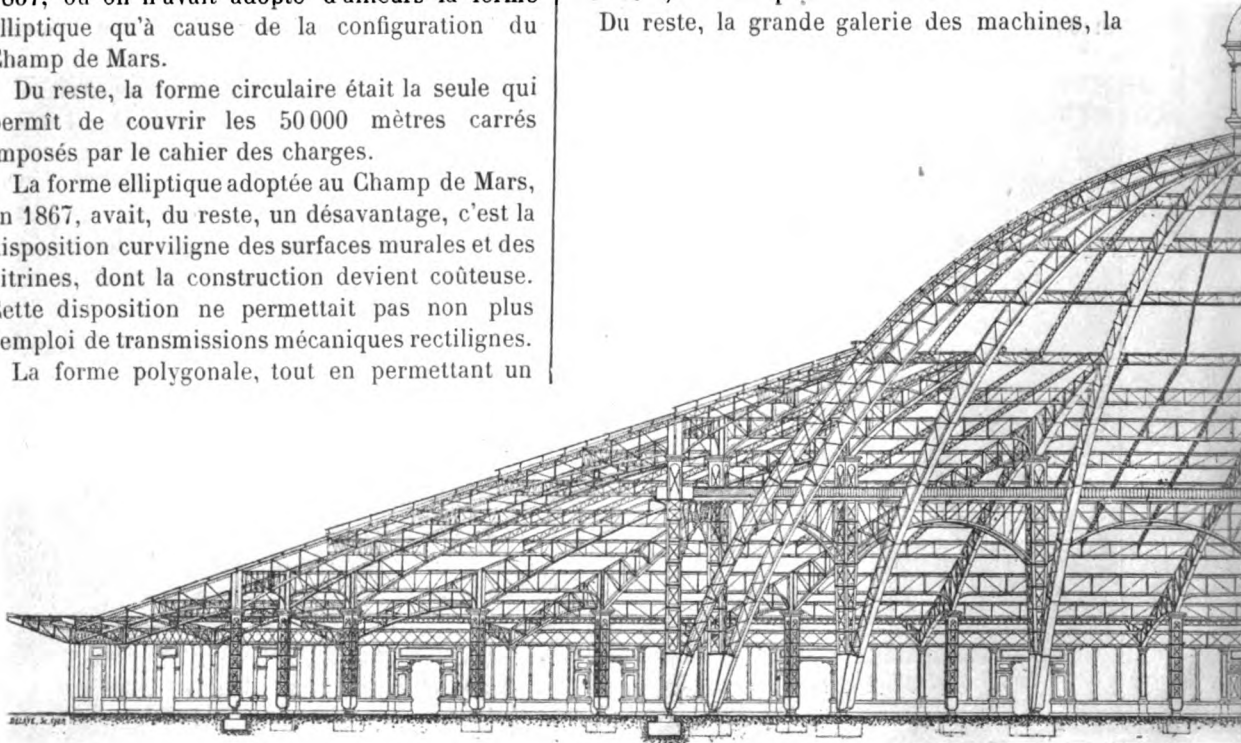 elliptique qu'à cause de la configuration du
Champ de Mars.
Du reste, la forme circulaire était la seule qui
permît de couvrir les 50 000 mètres carrés
imposés par le cahier des charges.
La forme elliptique adoptée au Champ de Mars,
en 1867, avait, du reste, un désavantage, c'est la
disposition curviligne des surfaces murales et des
vitrines, dont la construction devient coûteuse.
Cette disposition ne permettait pas non plus
l'emploi de transmissions mécaniques rectilignes.
La forme polygonale, tout en permettant un
Du reste, la grande galerie des machines, la